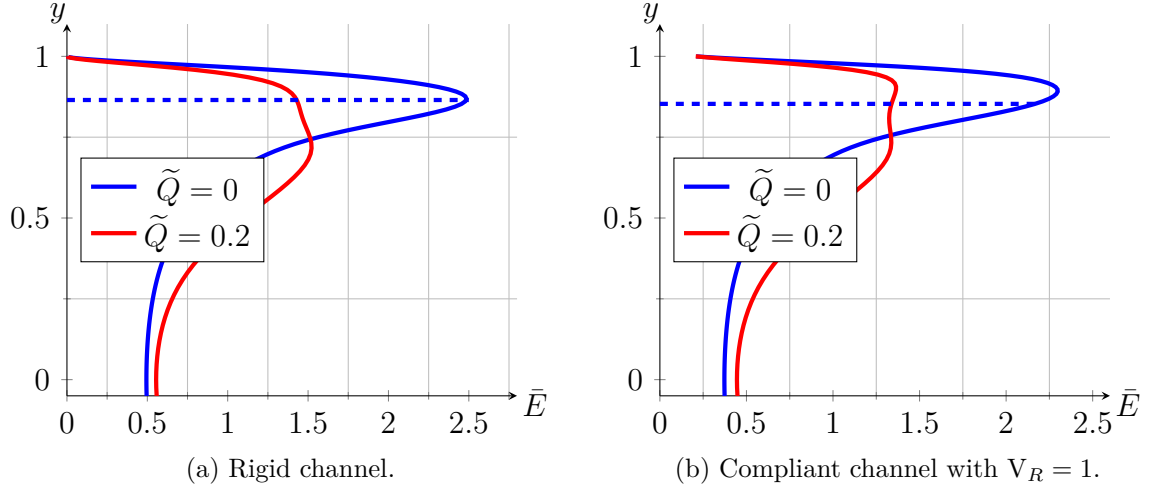 y
1
0.5
0
0
0.5
1
1.5
2
2.5
Ē
Q̃ = 0
Q̃ = 0.2
(a) Rigid channel.
y
1
0.5
0
0
0.5
1
1.5
2
2.5
Ē
Q̃ = 0
Q̃ = 0.2
(b) Compliant channel with V_R = 1.